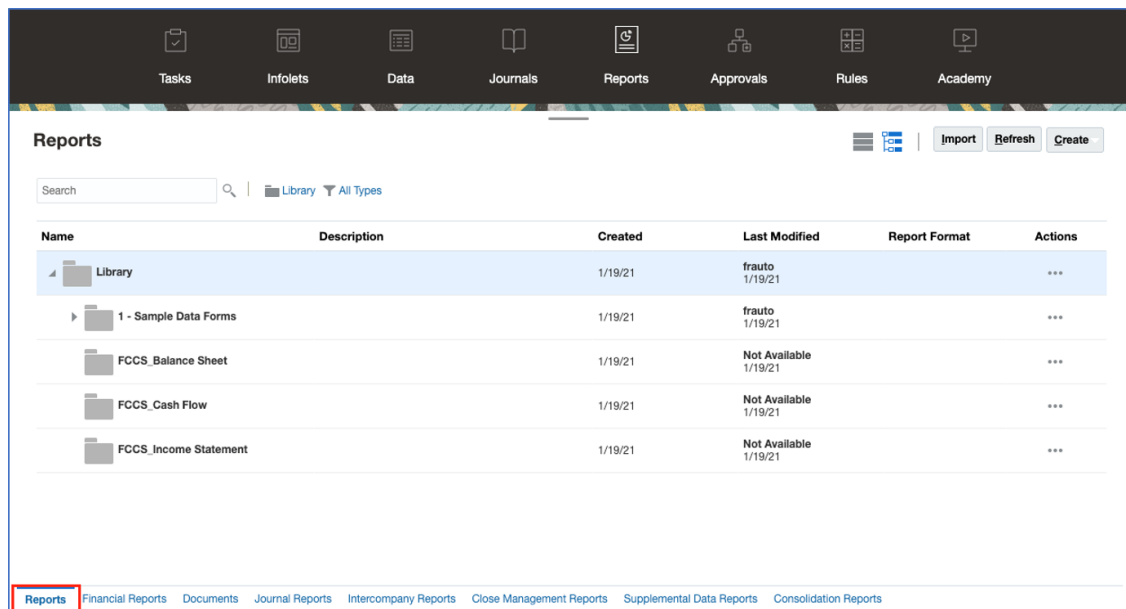 Tasks Infolets Data Journals Reports Approvals Rules Academy
Reports Import Refresh Create
Search Library All Types
Name Description Created Last Modified Report Format Actions
Library 1/19/21 frauto
1/19/21
1 - Sample Data Forms 1/19/21 frauto
1/19/21
FCCS_Balance Sheet 1/19/21 Not Available
1/19/21
FCCS_Cash Flow 1/19/21 Not Available
1/19/21
FCCS_Income Statement 1/19/21 Not Available
1/19/21
Reports Financial Reports Documents Journal Reports Intercompany Reports Close Management Reports Supplemental Data Reports Consolidation Reports